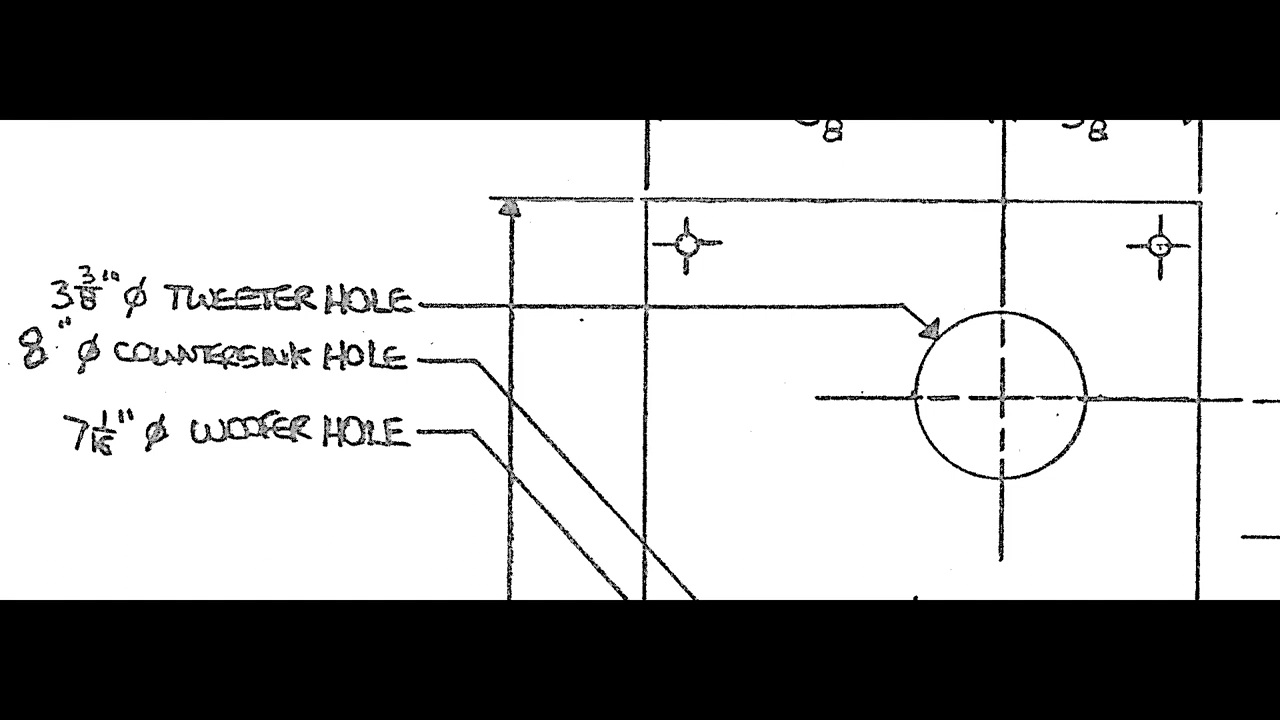 3 3/8" ø TWEETER HOLE
8" ø COUNTERSINK HOLE
7 1/16" ø WOOFER HOLE